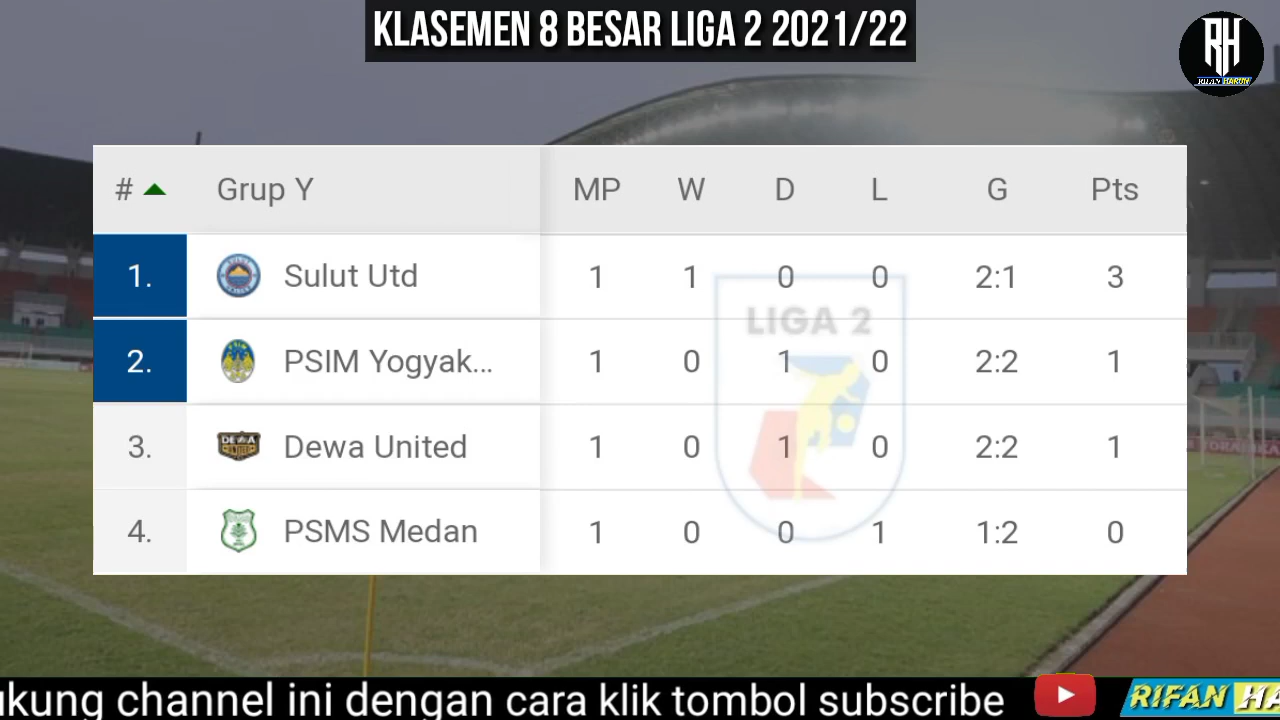 KLASEMEN 8 BESAR LIGA 2 2021/22
RH
RIFAN HARUN
# Grup Y MP W D L G Pts
1. Sulut Utd 1 1 0 0 2:1 3
2. PSIM Yogyak... 1 0 1 0 2:2 1
3. Dewa United 1 0 1 0 2:2 1
4. PSMS Medan 1 0 0 1 1:2 0
LIGA 2
DEWA
ukung channel ini dengan cara klik tombol subscribe RIFAN HA